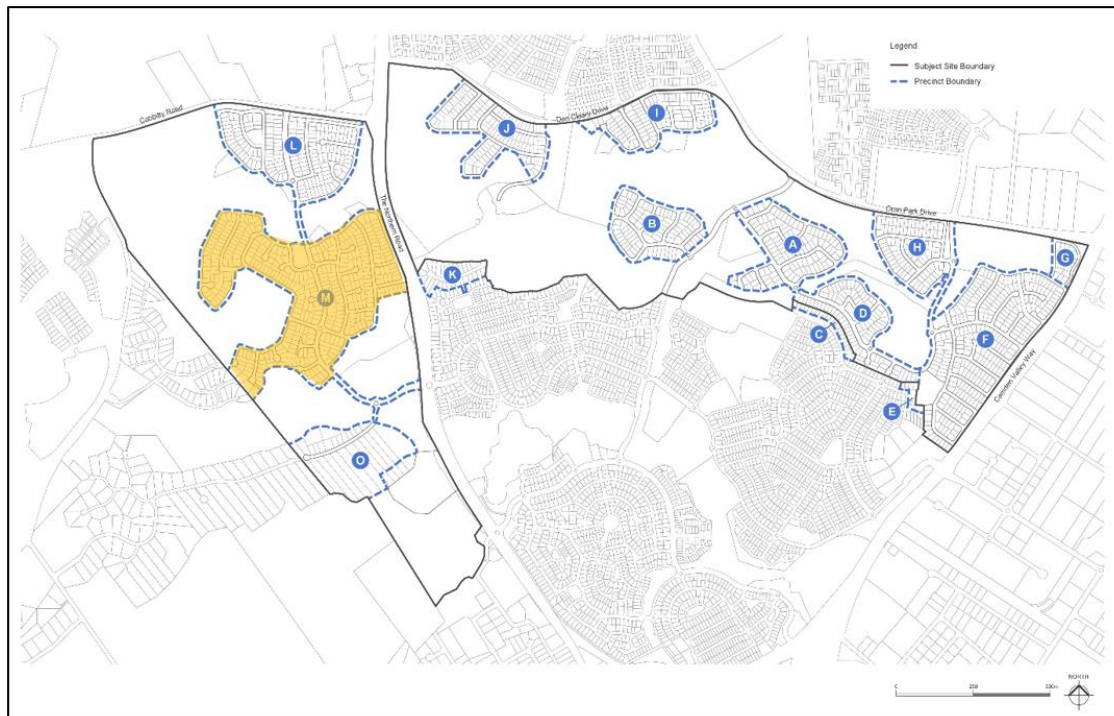 Legend
Subject Site Boundary
Precinct Boundary
Cobbitty Road
Dan Cleary Drive
The Northern Road
Oran Park Drive
Camden Valley Way
L
J
I
B
A
H
G
K
M
D
C
F
E
O
NORTH
0
250